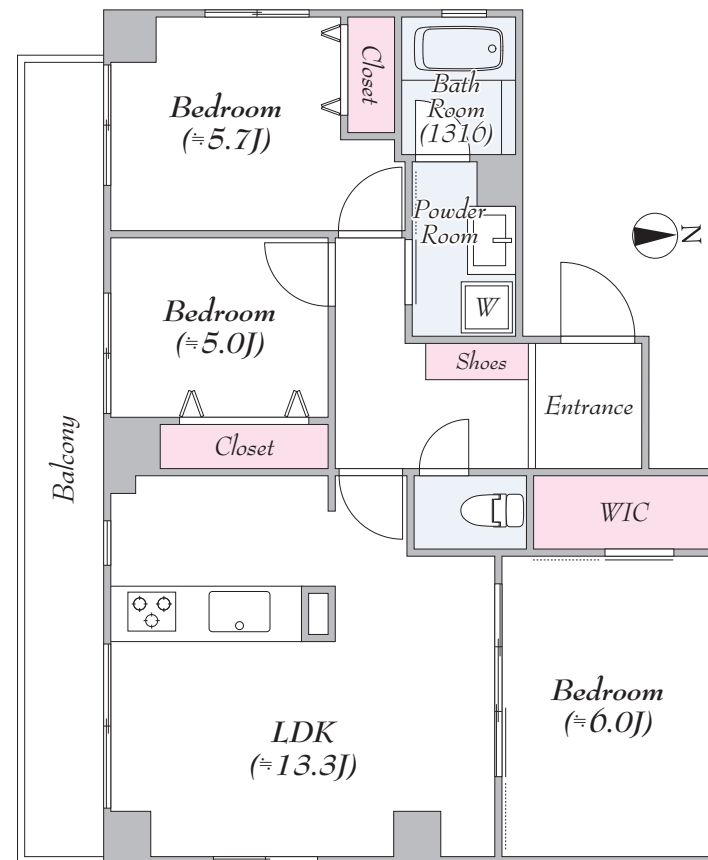 Closet
Bath
Room
(1316)
Bedroom
(≒5.7J)
Powder
Room
N
W
Bedroom
(≒5.0J)
Shoes
Entrance
Closet
Balcony
WIC
Bedroom
(≒6.0J)
LDK
(≒13.3J)